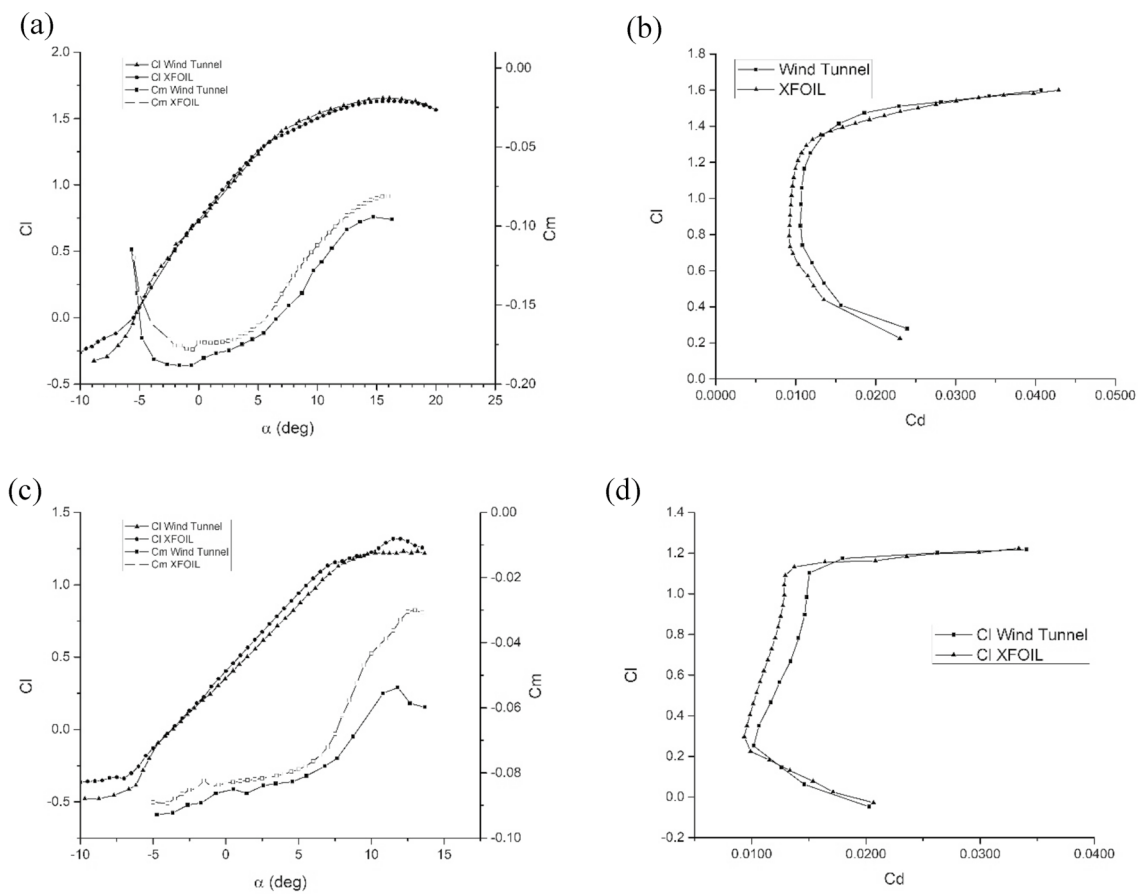 (a)
2.0
1.5
1.0
0.5
0.0
-0.5
Cl
Cl Wind Tunnel
Cl XFOIL
Cm Wind Tunnel
Cm XFOIL
0.00
-0.05
-0.10
-0.15
-0.20
Cm
-10 -5 0 5 10 15 20 25
α (deg)
(b)
1.8
1.6
1.4
1.2
1.0
0.8
0.6
0.4
0.2
0.0
Cl
Wind Tunnel
XFOIL
0.0000 0.0100 0.0200 0.0300 0.0400 0.0500
Cd
(c)
1.5
1.0
0.5
0.0
-0.5
Cl
Cl Wind Tunnel
Cl XFOIL
Cm Wind Tunnel
Cm XFOIL
0.00
-0.02
-0.04
-0.06
-0.08
-0.10
Cm
-10 -5 0 5 10 15
α (deg)
(d)
1.4
1.2
1.0
0.8
0.6
0.4
0.2
0.0
-0.2
Cl
Cl Wind Tunnel
Cl XFOIL
0.0100 0.0200 0.0300 0.0400
Cd